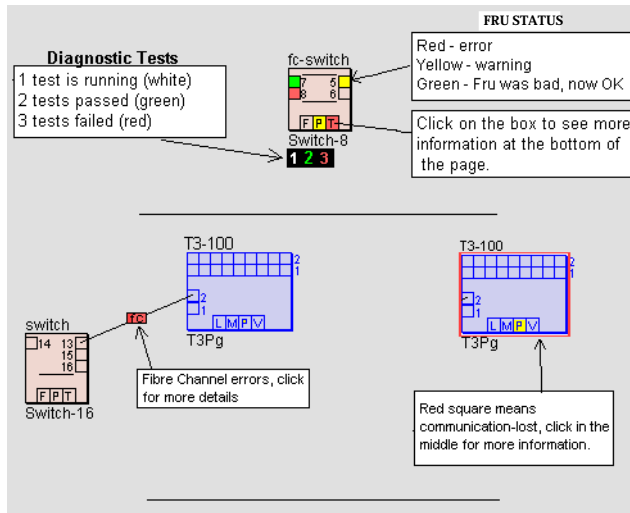 FRU STATUS
Diagnostic Tests
1 test is running (white)
2 tests passed (green)
3 tests failed (red)
fc-switch
7 5
8 6
F P T
Switch-8
1 2 3
Red - error
Yellow - warning
Green - Fru was bad, now OK
Click on the box to see more
information at the bottom of
the page.
T3-100
2
1
2
1
L M P V
T3Pg
fc
switch
14 13
15
16
F P T
Switch-16
Fibre Channel errors, click
for more details
T3-100
2
1
2
1
L M P V
T3Pg
Red square means
communication-lost, click in the
middle for more information.